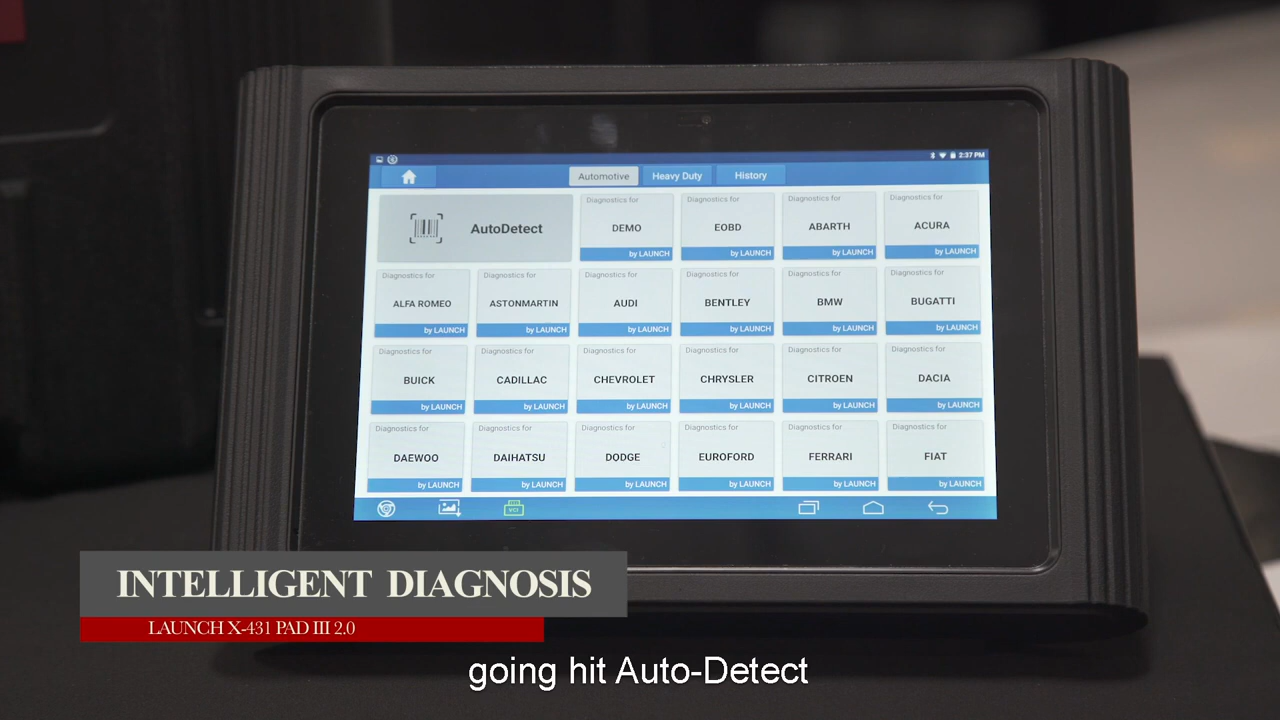 2:37 PM
Automotive
Heavy Duty
History
AutoDetect
Diagnostics for
DEMO
by LAUNCH
Diagnostics for
EOBD
by LAUNCH
Diagnostics for
ABARTH
by LAUNCH
Diagnostics for
ACURA
by LAUNCH
Diagnostics for
ALFA ROMEO
by LAUNCH
Diagnostics for
ASTONMARTIN
by LAUNCH
Diagnostics for
AUDI
by LAUNCH
Diagnostics for
BENTLEY
by LAUNCH
Diagnostics for
BMW
by LAUNCH
Diagnostics for
BUGATTI
by LAUNCH
Diagnostics for
BUICK
by LAUNCH
Diagnostics for
CADILLAC
by LAUNCH
Diagnostics for
CHEVROLET
by LAUNCH
Diagnostics for
CHRYSLER
by LAUNCH
Diagnostics for
CITROEN
by LAUNCH
Diagnostics for
DACIA
by LAUNCH
Diagnostics for
DAEWOO
by LAUNCH
Diagnostics for
DAIHATSU
by LAUNCH
Diagnostics for
DODGE
by LAUNCH
Diagnostics for
EUROFORD
by LAUNCH
Diagnostics for
FERRARI
by LAUNCH
Diagnostics for
FIAT
by LAUNCH
VCI
INTELLIGENT DIAGNOSIS
LAUNCH X-431 PAD III 2.0
going hit Auto-Detect